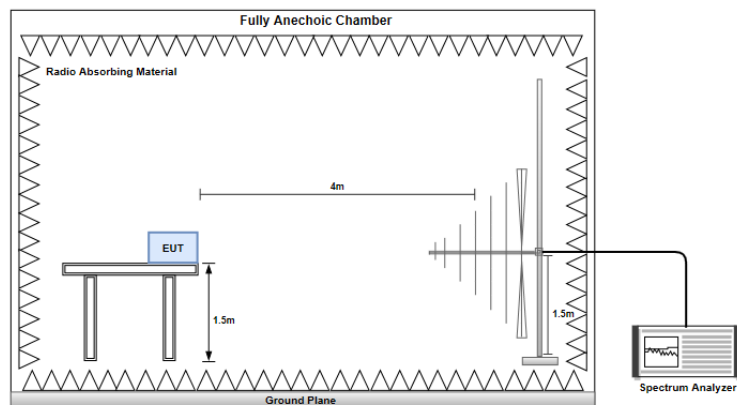 Fully Anechoic Chamber
Radio Absorbing Material
4m
EUT
1.5m
1.5m
Spectrum Analyzer
Ground Plane